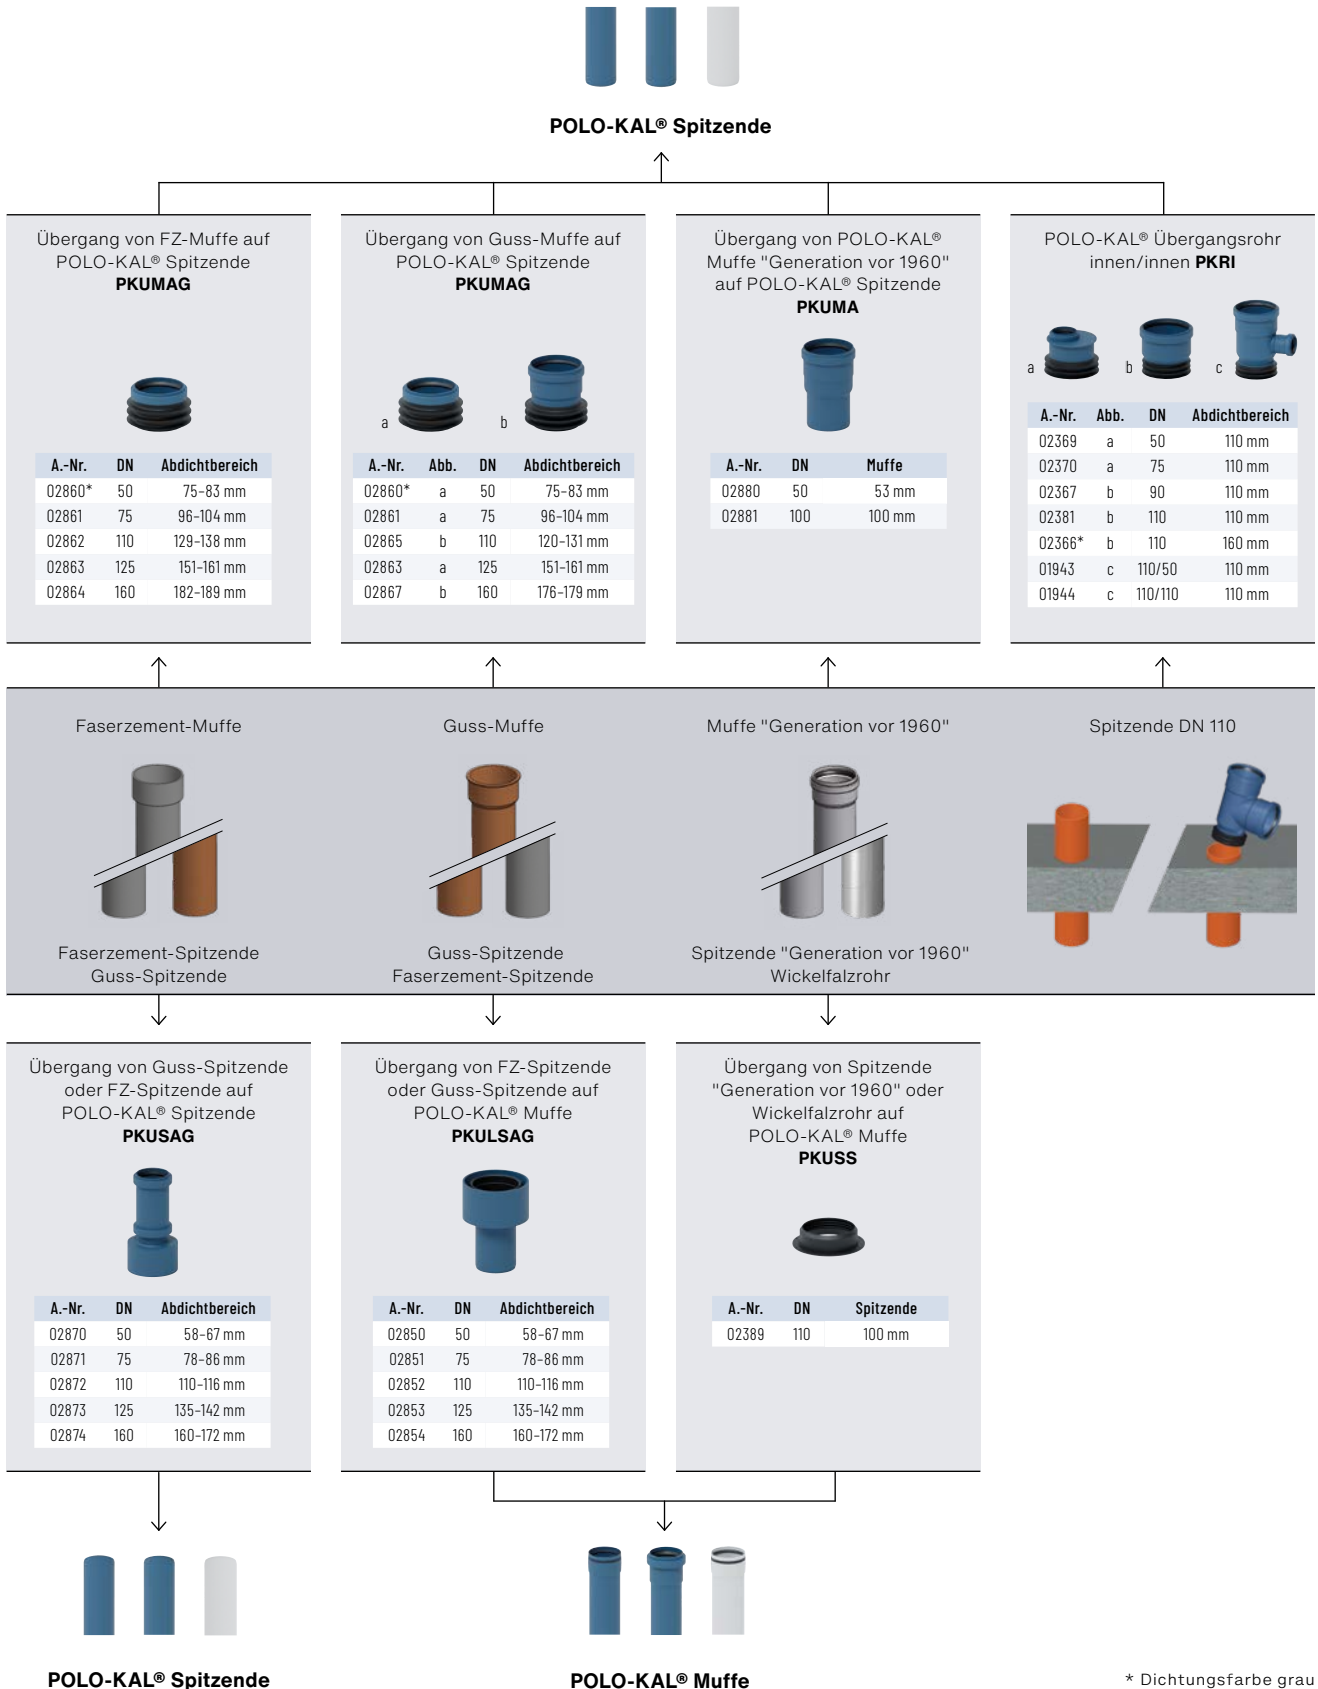 POLO-KAL® Spitzende
Übergang von FZ-Muffe auf
POLO-KAL® Spitzende
PKUMAG
A.-Nr. DN Abdichtbereich
02860* 50 75–83 mm
02861 75 96–104 mm
02862 110 129–138 mm
02863 125 151–161 mm
02864 160 182–189 mm
Übergang von Guss-Muffe auf
POLO-KAL® Spitzende
PKUMAG
a b
A.-Nr. Abb. DN Abdichtbereich
02860* a 50 75–83 mm
02861 a 75 96–104 mm
02865 b 110 120–131 mm
02863 a 125 151–161 mm
02867 b 160 176–179 mm
Übergang von POLO-KAL®
Muffe "Generation vor 1960"
auf POLO-KAL® Spitzende
PKUMA
A.-Nr. DN Muffe
02880 50 53 mm
02881 100 100 mm
POLO-KAL® Übergangsrohr
innen/innen PKRI
a b c
A.-Nr. Abb. DN Abdichtbereich
02369 a 50 110 mm
02370 a 75 110 mm
02367 b 90 110 mm
02381 b 110 110 mm
02366* b 110 160 mm
01943 c 110/50 110 mm
01944 c 110/110 110 mm
Faserzement-Muffe
Faserzement-Spitzende
Guss-Spitzende
Guss-Muffe
Guss-Spitzende
Faserzement-Spitzende
Muffe "Generation vor 1960"
Spitzende "Generation vor 1960"
Wickelfalzrohr
Spitzende DN 110
Übergang von Guss-Spitzende
oder FZ-Spitzende auf
POLO-KAL® Spitzende
PKUSAG
A.-Nr. DN Abdichtbereich
02870 50 58–67 mm
02871 75 78–86 mm
02872 110 110–116 mm
02873 125 135–142 mm
02874 160 160–172 mm
Übergang von FZ-Spitzende
oder Guss-Spitzende auf
POLO-KAL® Muffe
PKULSAG
A.-Nr. DN Abdichtbereich
02850 50 58–67 mm
02851 75 78–86 mm
02852 110 110–116 mm
02853 125 135–142 mm
02854 160 160–172 mm
Übergang von Spitzende
"Generation vor 1960" oder
Wickelfalzrohr auf
POLO-KAL® Muffe
PKUSS
A.-Nr. DN Spitzende
02389 110 100 mm
POLO-KAL® Spitzende
POLO-KAL® Muffe
* Dichtungsfarbe grau